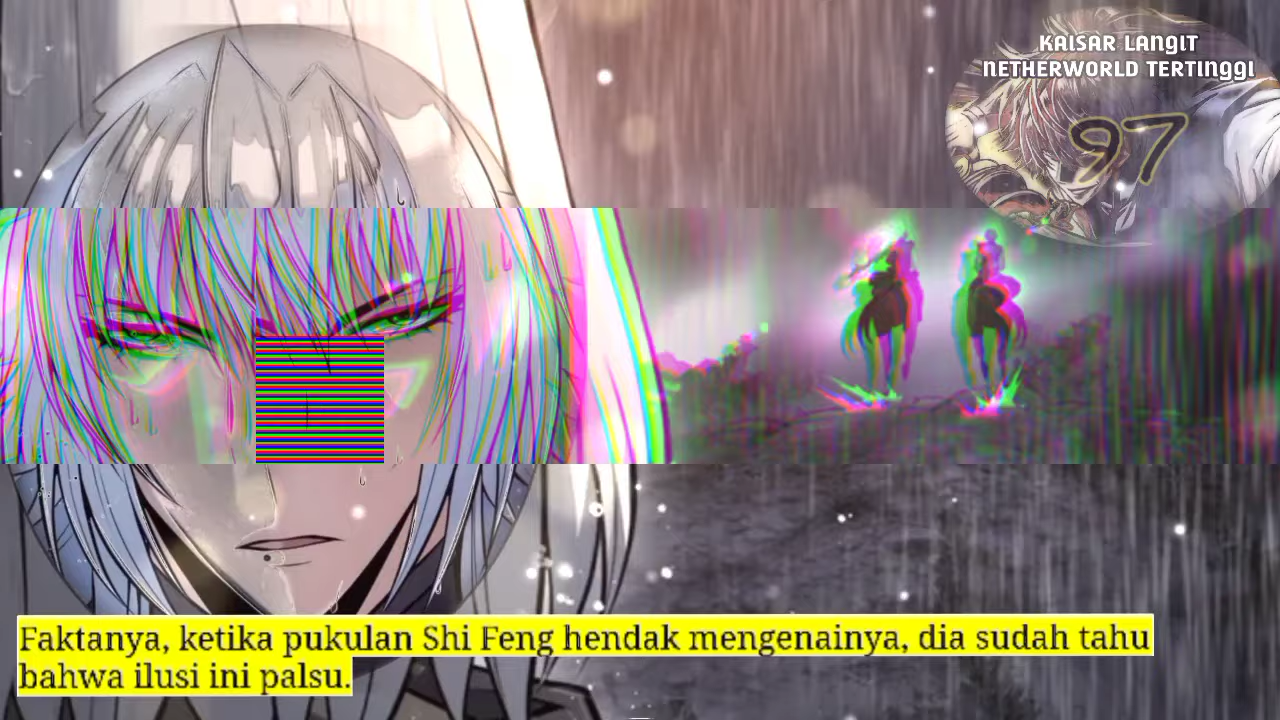 KAISAR LANGIT
NETHERWORLD TERTINGGI
97
Faktanya, ketika pukulan Shi Feng hendak mengenainya, dia sudah tahu
bahwa ilusi ini palsu.